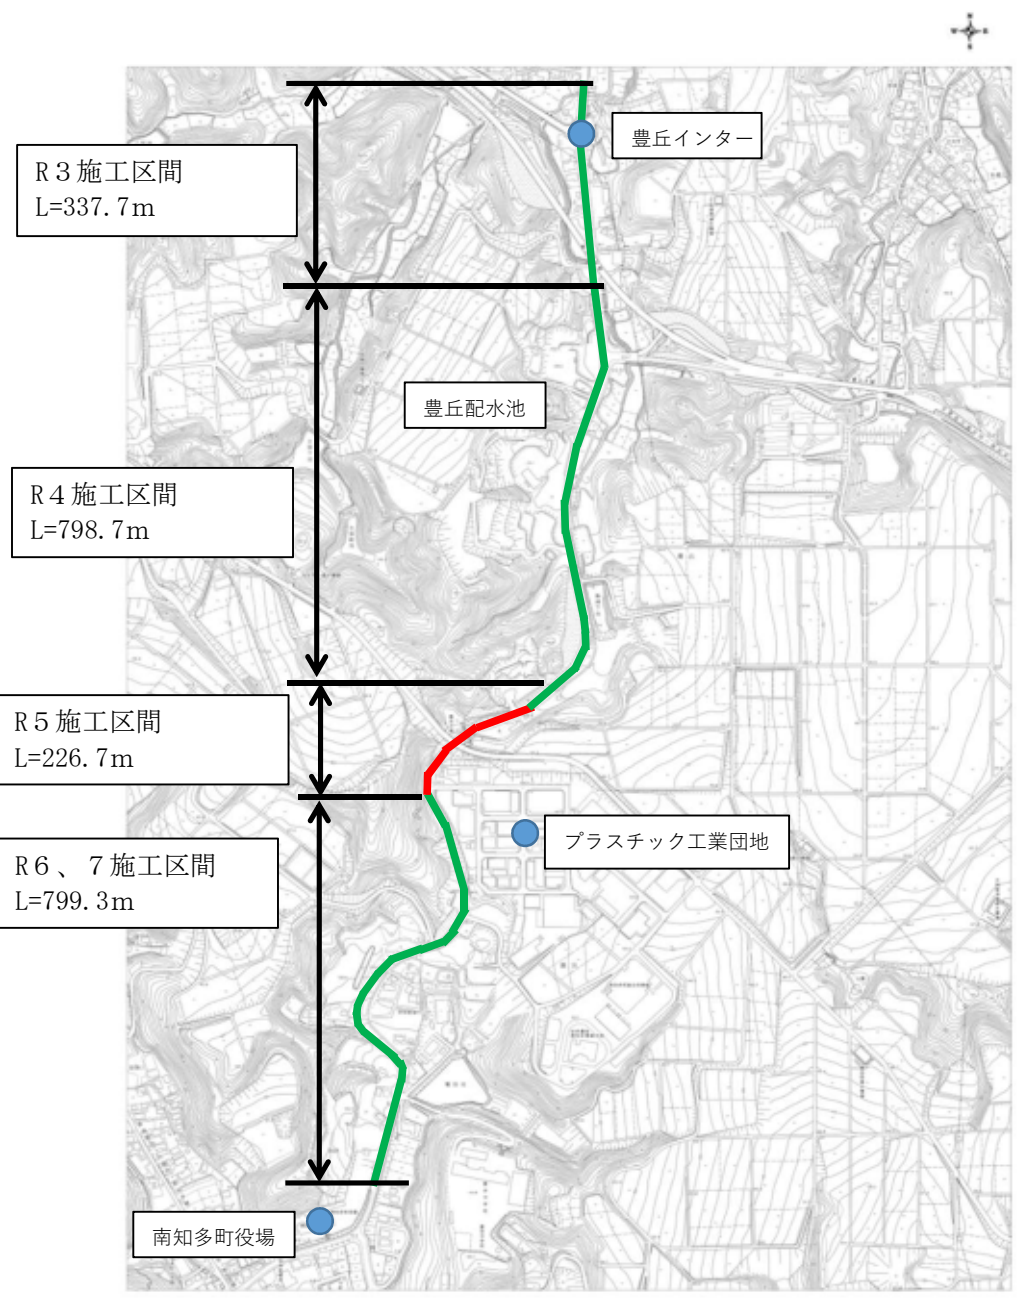 豊丘インター
R３施工区間
L=337.7m
豊丘配水池
R４施工区間
L=798.7m
R５施工区間
L=226.7m
プラスチック工業団地
R６、７施工区間
L=799.3m
南知多町役場